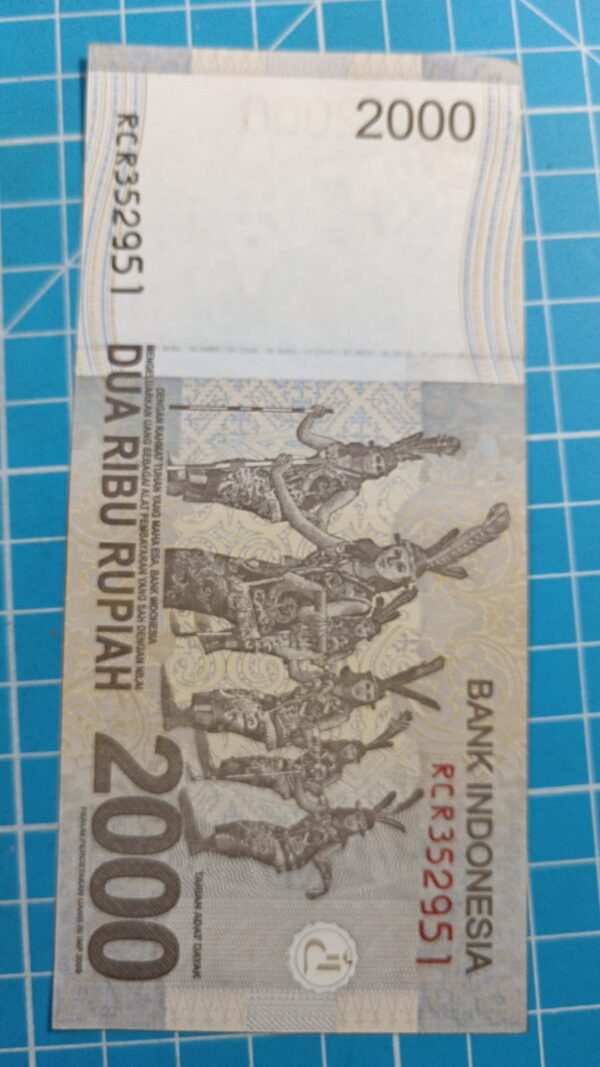 2000
RCR352951
BANK INDONESIA
RCR352951
DENGAN RAHMAT TUHAN YANG MAHA ESA, BANK INDONESIA
MENGELUARKAN UANG SEBAGAI ALAT PEMBAYARAN YANG SAH DENGAN NILAI
DUA RIBU RUPIAH
TARIAN ADAT DAYAK
2000